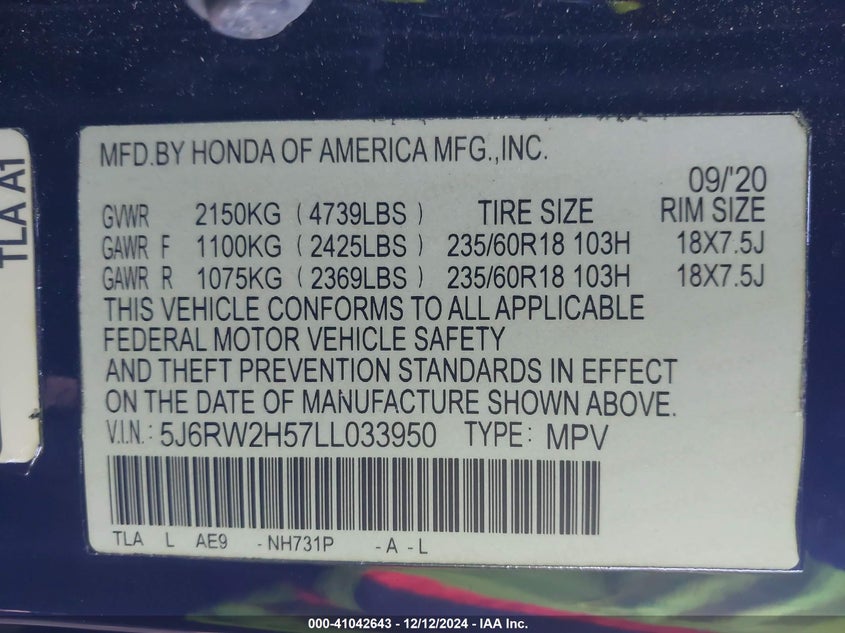 TLA A1
MFD.BY HONDA OF AMERICA MFG.,INC.
09/'20
GVWR 2150KG ( 4739LBS ) TIRE SIZE RIM SIZE
GAWR F 1100KG ( 2425LBS ) 235/60R18 103H 18X7.5J
GAWR R 1075KG ( 2369LBS ) 235/60R18 103H 18X7.5J
THIS VEHICLE CONFORMS TO ALL APPLICABLE
FEDERAL MOTOR VEHICLE SAFETY
AND THEFT PREVENTION STANDARDS IN EFFECT
ON THE DATE OF MANUFACTURE SHOWN ABOVE.
V.I.N: 5J6RW2H57LL033950 TYPE: MPV
TLA L AE9 - NH731P - A - L
000-41042643 - 12/12/2024 - IAA Inc.